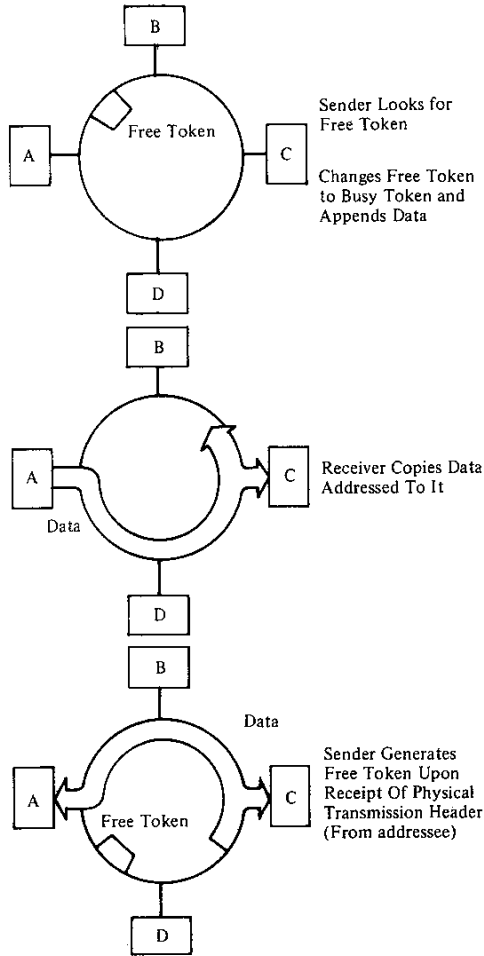 B
Free Token
A
C
Sender Looks for
Free Token
Changes Free Token
to Busy Token and
Appends Data
D
B
A
C
Receiver Copies Data
Addressed To It
Data
D
B
Data
A
C
Sender Generates
Free Token Upon
Receipt Of Physical
Transmission Header
(From addressee)
Free Token
D